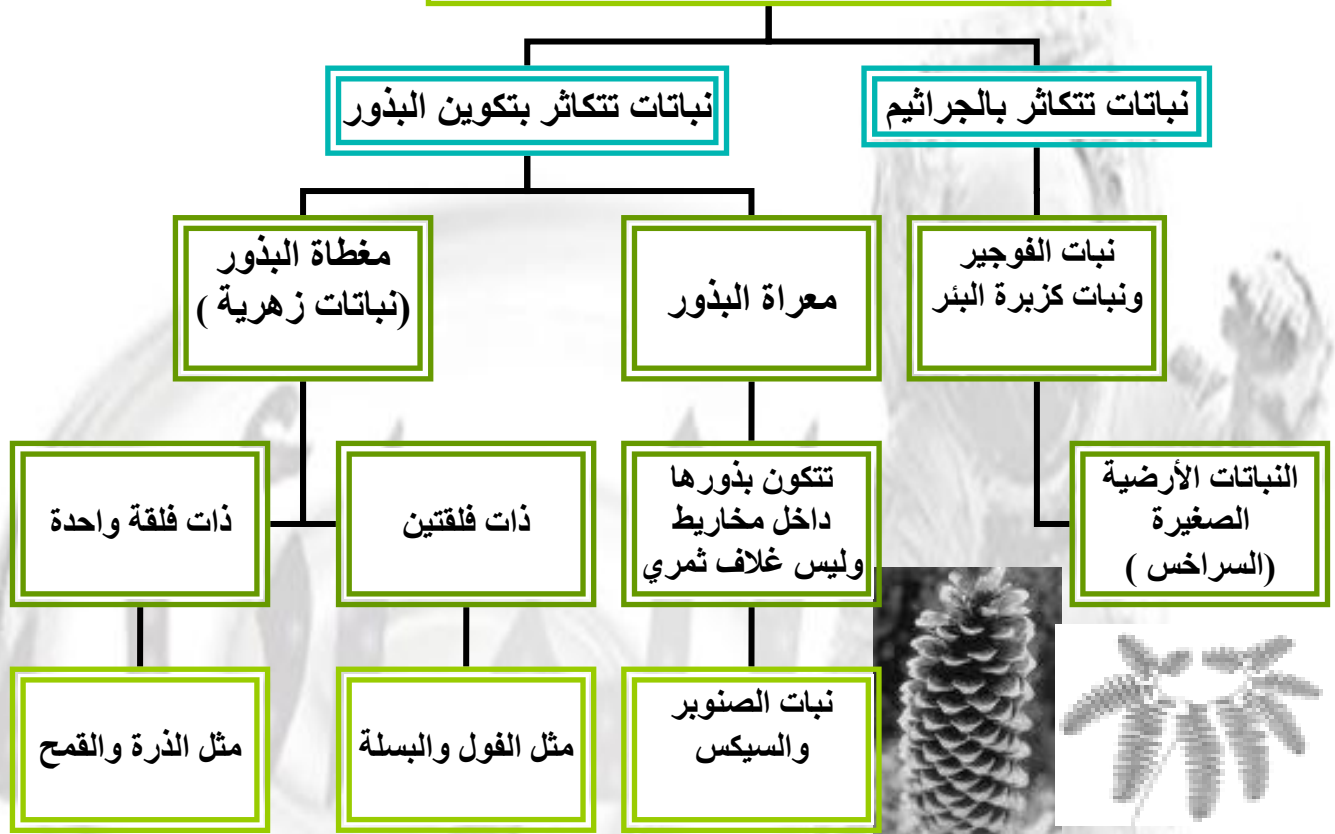 نباتات تتكاثر بالجراثيم
نباتات تتكاثر بتكوين البذور
نبات الفوجير
ونبات كزبرة البئر
معراة البذور
مغطاة البذور
(نباتات زهرية )
النباتات الأرضية
الصغيرة
(السراخس )
تتكون بذورها
داخل مخاريط
وليس غلاف ثمري
ذات فلقتين
ذات فلقة واحدة
نبات الصنوبر
والسيكس
مثل الفول والبسلة
مثل الذرة والقمح